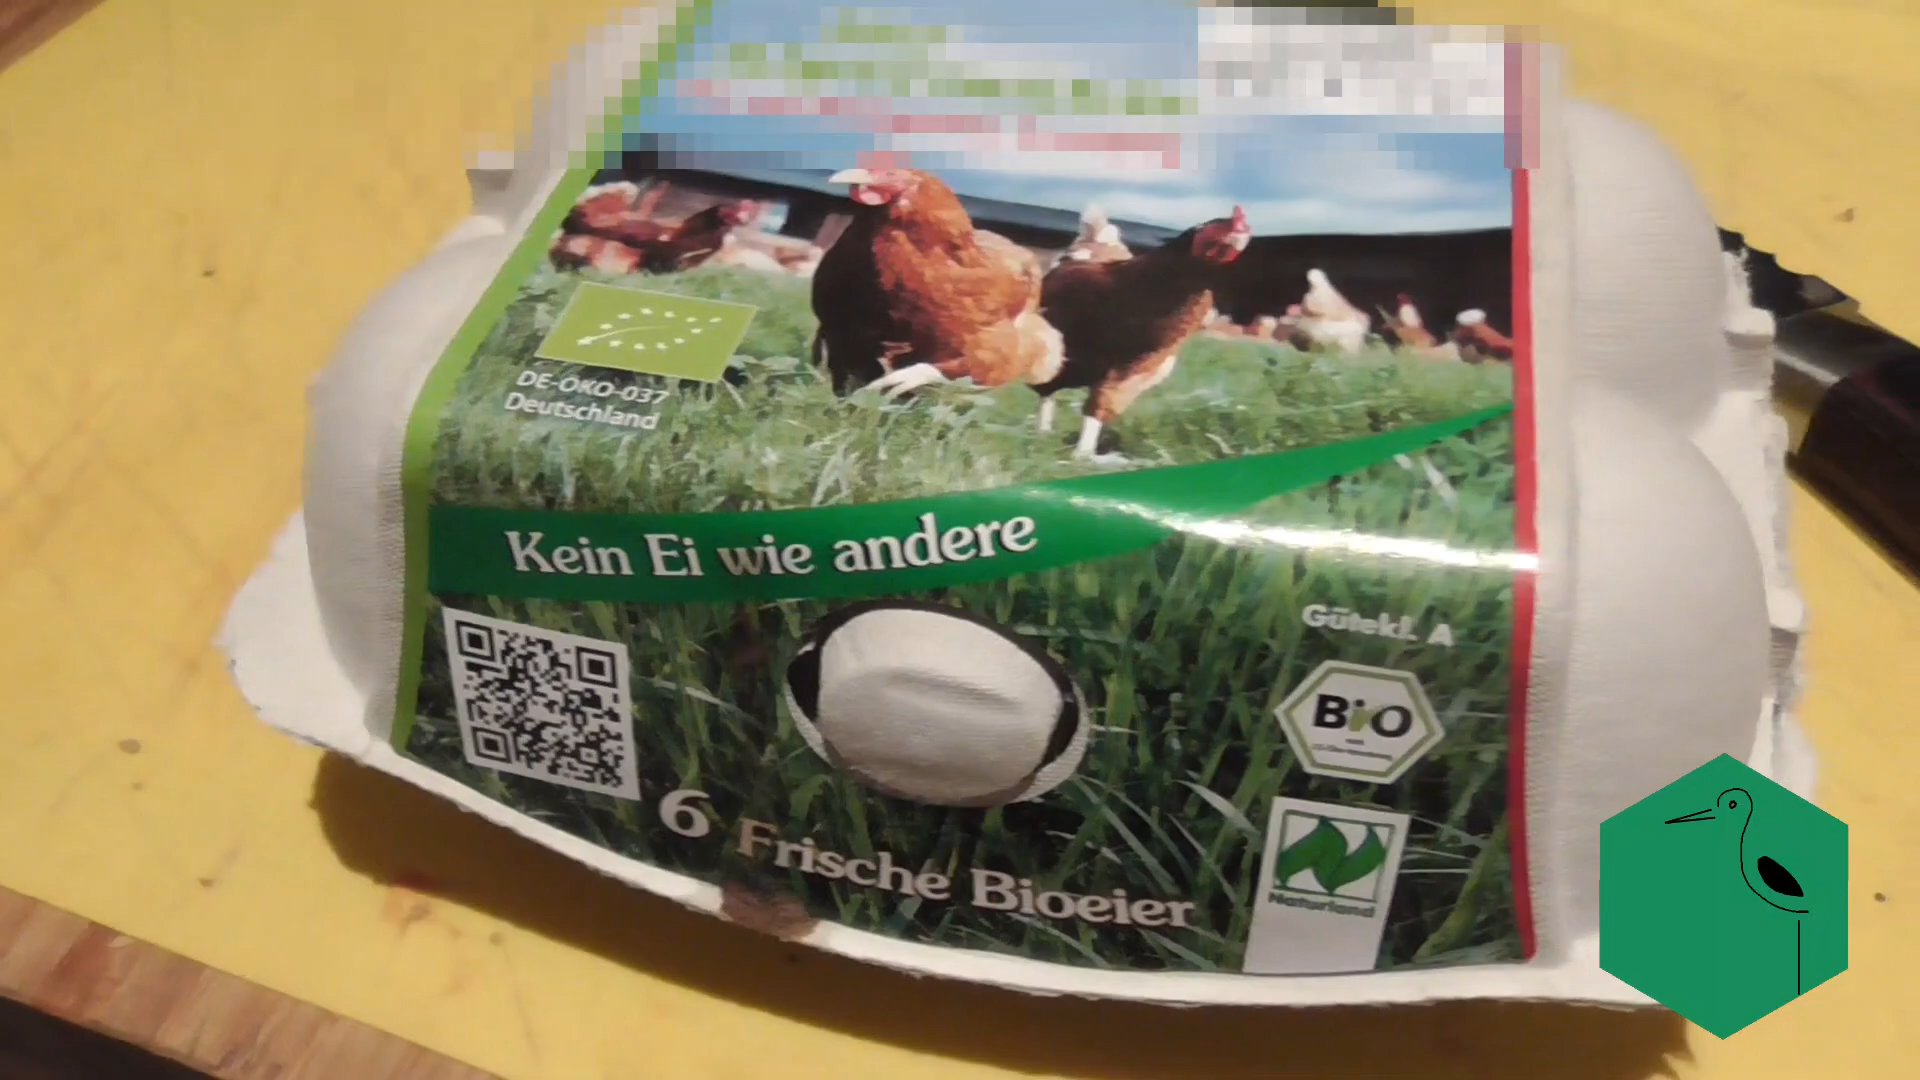 DE-ÖKO-037
Deutschland
Kein Ei wie andere
Gütekl. A
Bio
6 Frische Bioeier
Naturland